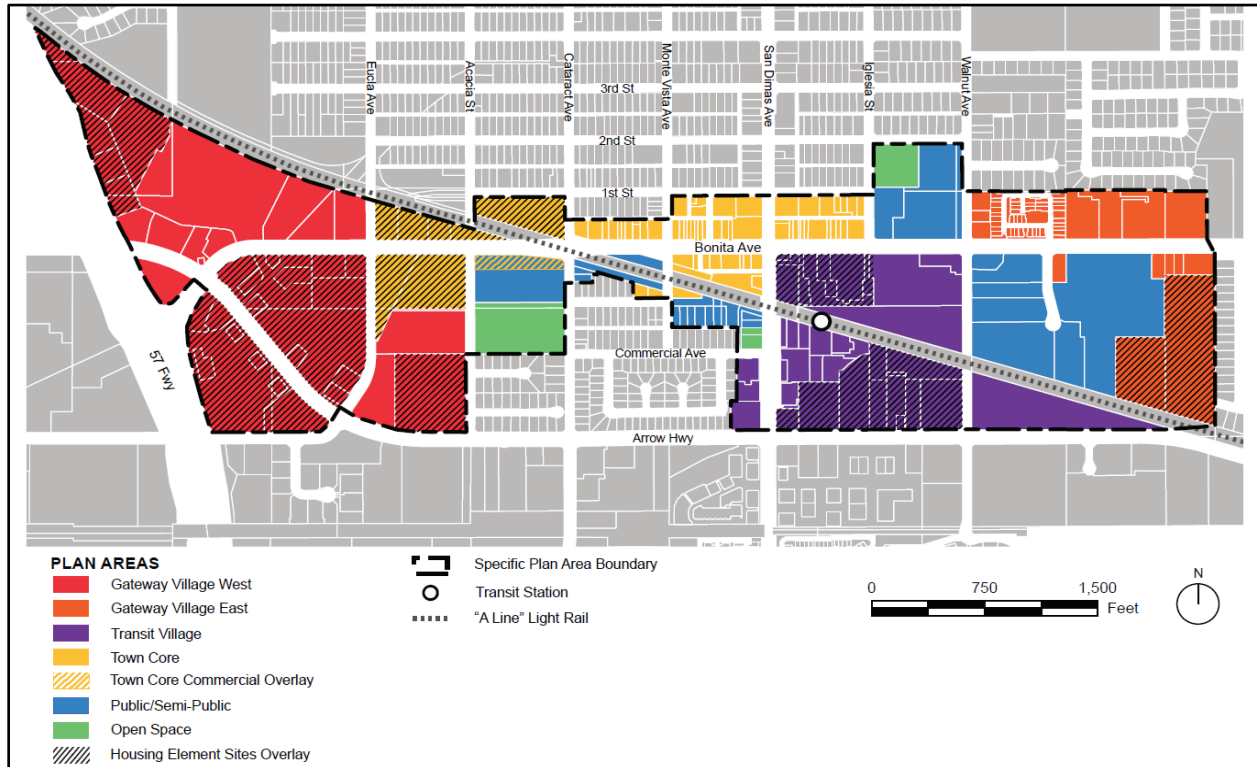 Eucla Ave
Acacia St
Cataract Ave
Monte Vista Ave
San Dimas Ave
Iglesia St
Walnut Ave
3rd St
2nd St
1st St
Bonita Ave
57 Fwy
Commercial Ave
Arrow Hwy
PLAN AREAS
Gateway Village West
Gateway Village East
Transit Village
Town Core
Town Core Commercial Overlay
Public/Semi-Public
Open Space
Housing Element Sites Overlay
Specific Plan Area Boundary
Transit Station
“A Line” Light Rail
0 750 1,500
Feet
N